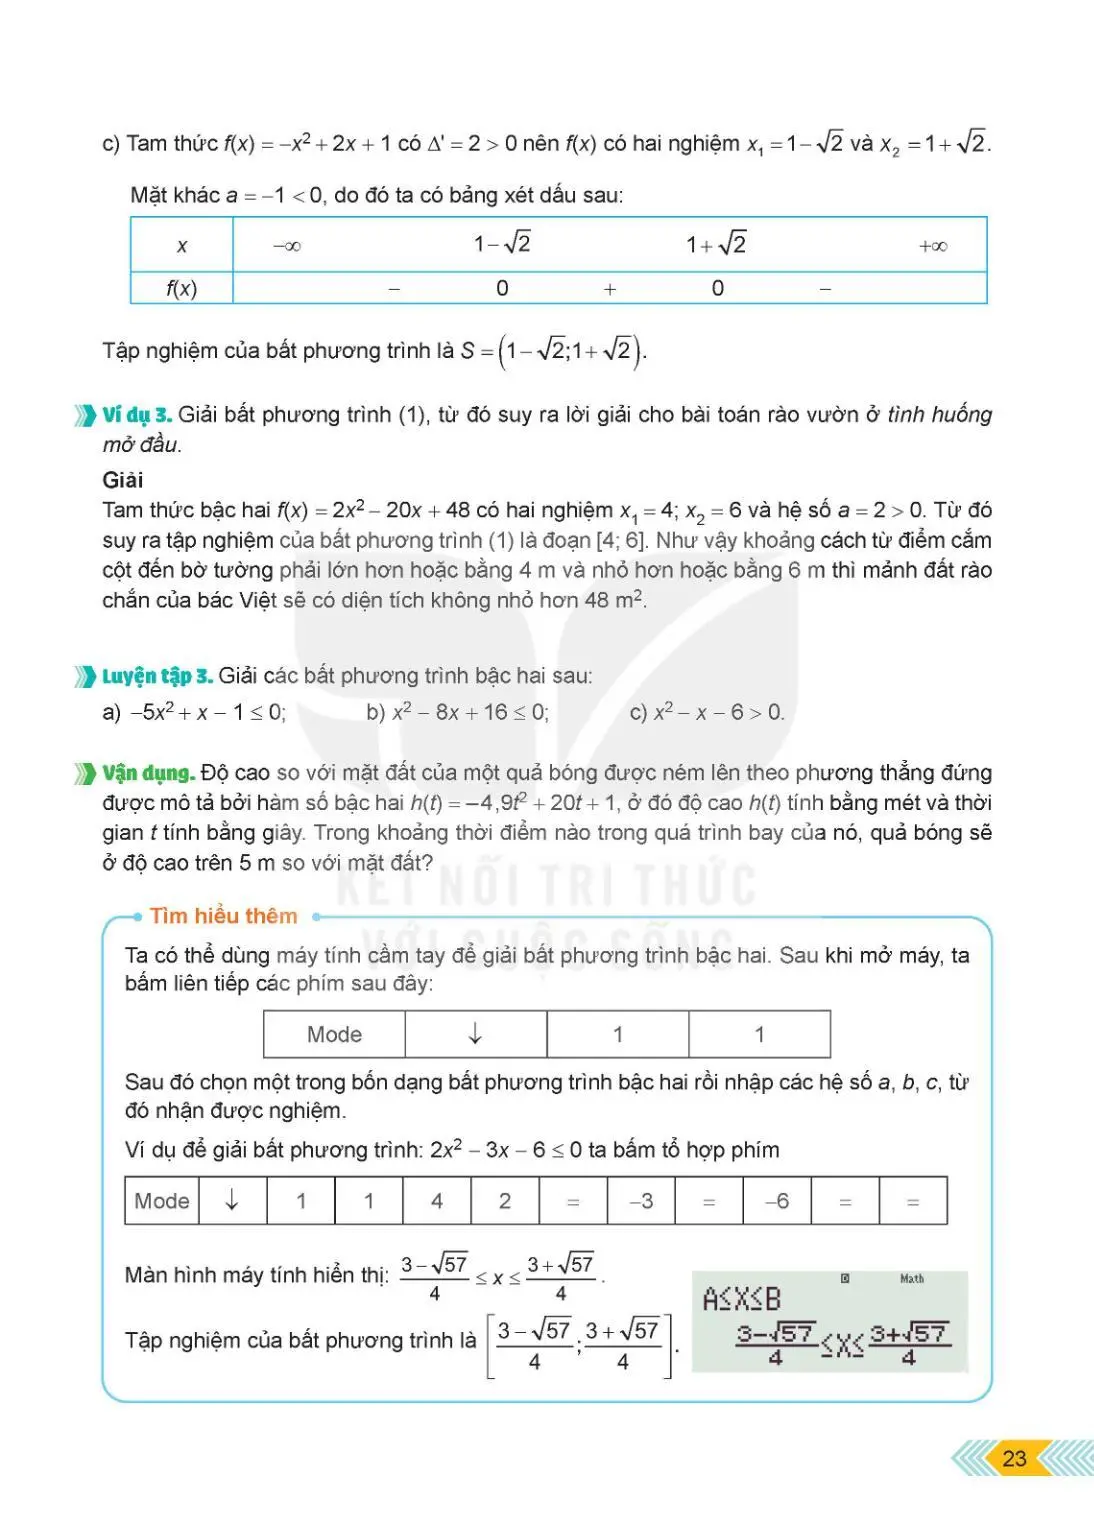 c) Tam thức f(x) = –x² + 2x + 1 có Δ' = 2 > 0 nên f(x) có hai nghiệm x₁ = 1 – √2 và x₂ = 1 + √2.
Mặt khác a = –1 < 0, do đó ta có bảng xét dấu sau:
x –∞ 1 – √2 1 + √2 +∞
f(x) – 0 + 0 –
Tập nghiệm của bất phương trình là S = (1 – √2; 1 + √2).
Ví dụ 3. Giải bất phương trình (1), từ đó suy ra lời giải cho bài toán rào vườn ở tình huống
mở đầu.
Giải
Tam thức bậc hai f(x) = 2x² – 20x + 48 có hai nghiệm x₁ = 4; x₂ = 6 và hệ số a = 2 > 0. Từ đó
suy ra tập nghiệm của bất phương trình (1) là đoạn [4; 6]. Như vậy khoảng cách từ điểm cắm
cột đến bờ tường phải lớn hơn hoặc bằng 4 m và nhỏ hơn hoặc bằng 6 m thì mảnh đất rào
chắn của bác Việt sẽ có diện tích không nhỏ hơn 48 m².
Luyện tập 3. Giải các bất phương trình bậc hai sau:
a) –5x² + x – 1 ≤ 0; b) x² – 8x + 16 ≤ 0; c) x² – x – 6 > 0.
Vận dụng. Độ cao so với mặt đất của một quả bóng được ném lên theo phương thẳng đứng
được mô tả bởi hàm số bậc hai h(t) = –4,9t² + 20t + 1, ở đó độ cao h(t) tính bằng mét và thời
gian t tính bằng giây. Trong khoảng thời điểm nào trong quá trình bay của nó, quả bóng sẽ
ở độ cao trên 5 m so với mặt đất?
KẾT NỐI TRI THỨC
VỚI CUỘC SỐNG
Tìm hiểu thêm
Ta có thể dùng máy tính cầm tay để giải bất phương trình bậc hai. Sau khi mở máy, ta
bấm liên tiếp các phím sau đây:
Mode ↓ 1 1
Sau đó chọn một trong bốn dạng bất phương trình bậc hai rồi nhập các hệ số a, b, c, từ
đó nhận được nghiệm.
Ví dụ để giải bất phương trình: 2x² – 3x – 6 ≤ 0 ta bấm tổ hợp phím
Mode ↓ 1 1 4 2 = –3 = –6 = =
Màn hình máy tính hiển thị: (3 – √57)/4 ≤ x ≤ (3 + √57)/4.
Tập nghiệm của bất phương trình là [(3 – √57)/4; (3 + √57)/4].
D Math
A≤X≤B
(3–√57)/4 ≤X≤ (3+√57)/4
23